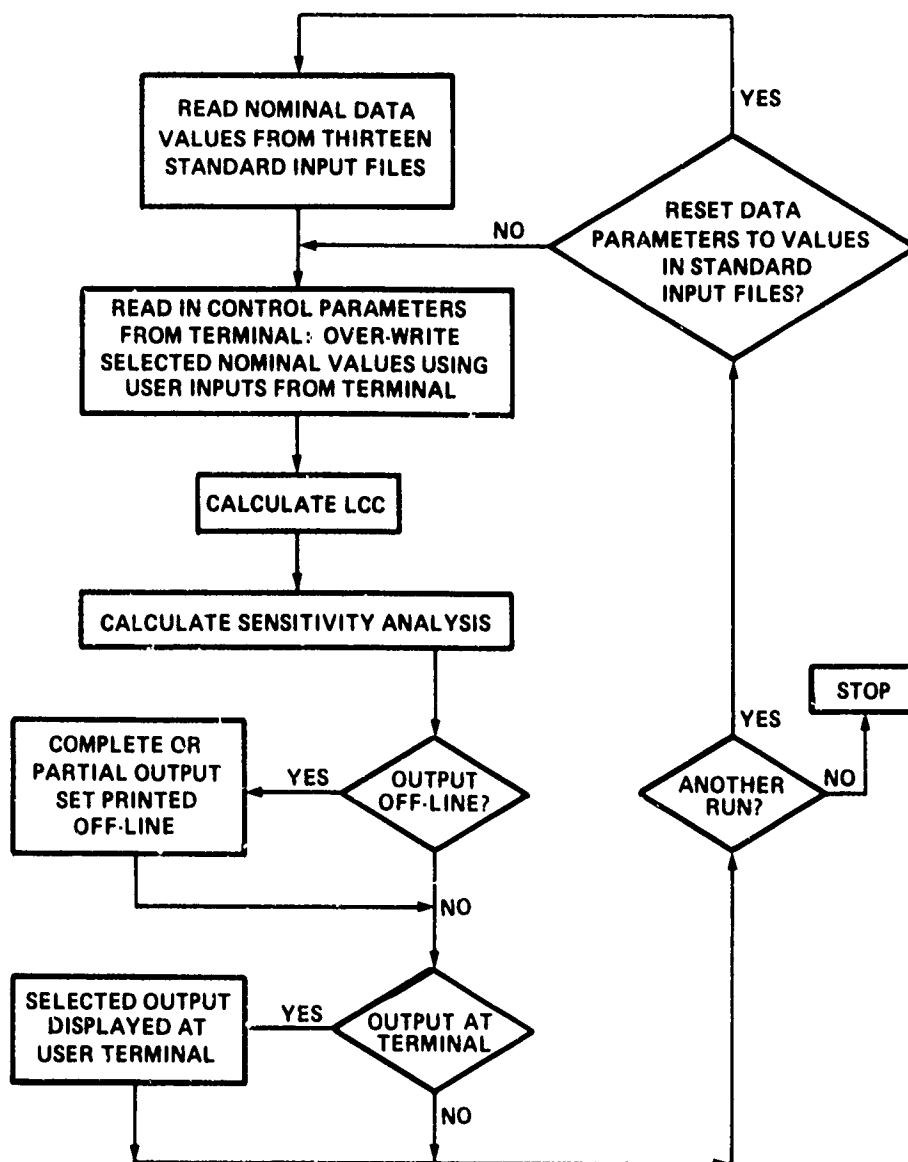 YES
READ NOMINAL DATA
VALUES FROM THIRTEEN
STANDARD INPUT FILES
RESET DATA
PARAMETERS TO VALUES
IN STANDARD
INPUT FILES?
NO
READ IN CONTROL PARAMETERS
FROM TERMINAL: OVER-WRITE
SELECTED NOMINAL VALUES USING
USER INPUTS FROM TERMINAL
CALCULATE LCC
CALCULATE SENSITIVITY ANALYSIS
STOP
YES
COMPLETE OR
PARTIAL OUTPUT
SET PRINTED
OFF-LINE
YES
OUTPUT
OFF-LINE?
ANOTHER
RUN?
NO
NO
SELECTED OUTPUT
DISPLAYED AT
USER TERMINAL
YES
OUTPUT AT
TERMINAL
NO